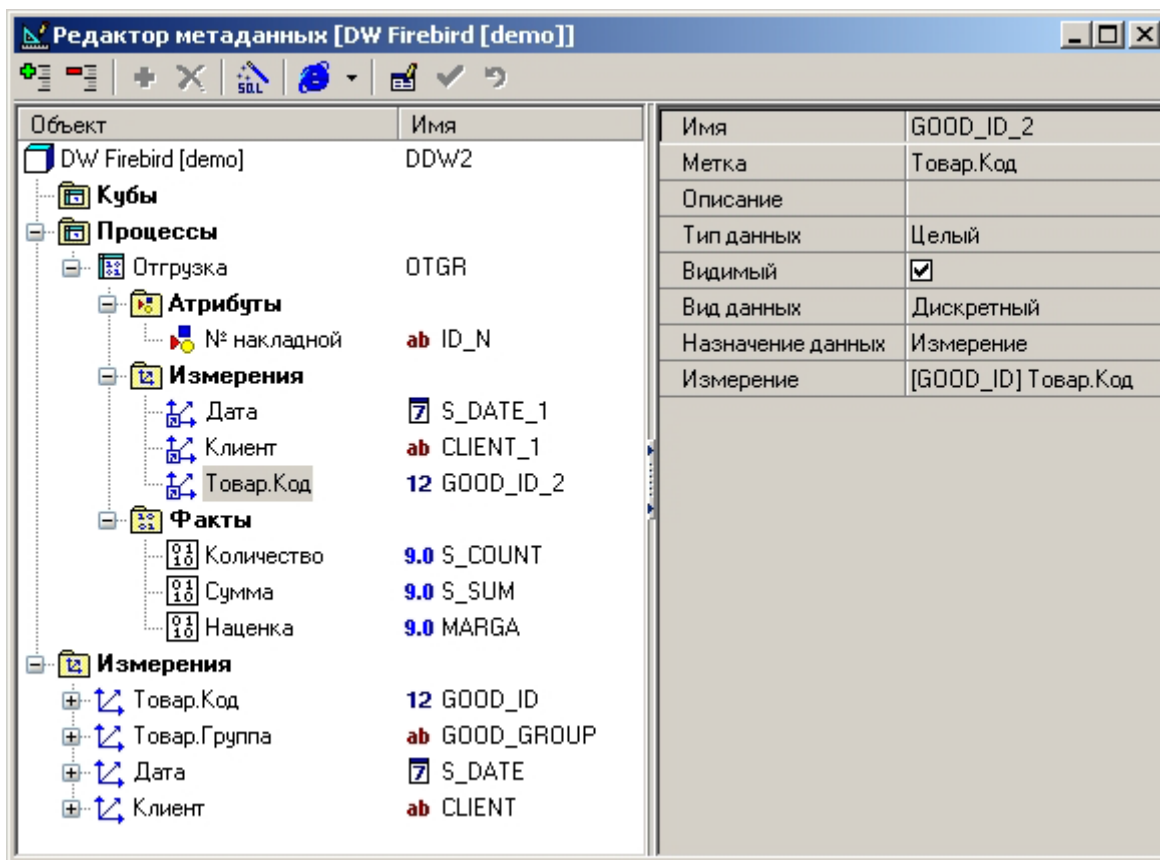 Редактор метаданных [DW Firebird [demo]]
SQL
Объект Имя
DW Firebird [demo] DDW2
Кубы
Процессы
Отгрузка OTGR
Атрибуты
№ накладной ab ID_N
Измерения
Дата 7 S_DATE_1
Клиент ab CLIENT_1
Товар.Код 12 GOOD_ID_2
Факты
Количество 9.0 S_COUNT
Сумма 9.0 S_SUM
Наценка 9.0 MARGA
Измерения
Товар.Код 12 GOOD_ID
Товар.Группа ab GOOD_GROUP
Дата 7 S_DATE
Клиент ab CLIENT
Имя GOOD_ID_2
Метка Товар.Код
Описание
Тип данных Целый
Видимый
Вид данных Дискретный
Назначение данных Измерение
Измерение [GOOD_ID] Товар.Код